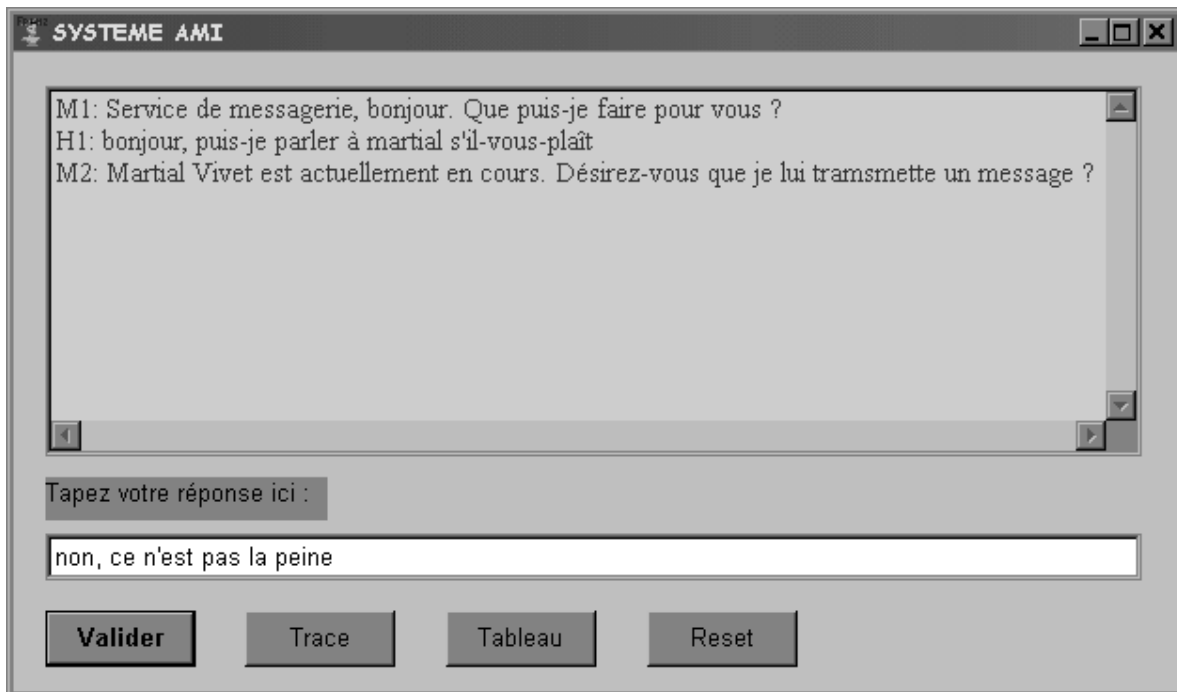 SYSTEME AMI
M1: Service de messagerie, bonjour. Que puis-je faire pour vous ?
H1: bonjour, puis-je parler à martial s'il-vous-plaît
M2: Martial Vivet est actuellement en cours. Désirez-vous que je lui tramsmette un message ?
Tapez votre réponse ici :
non, ce n'est pas la peine
Valider Trace Tableau Reset